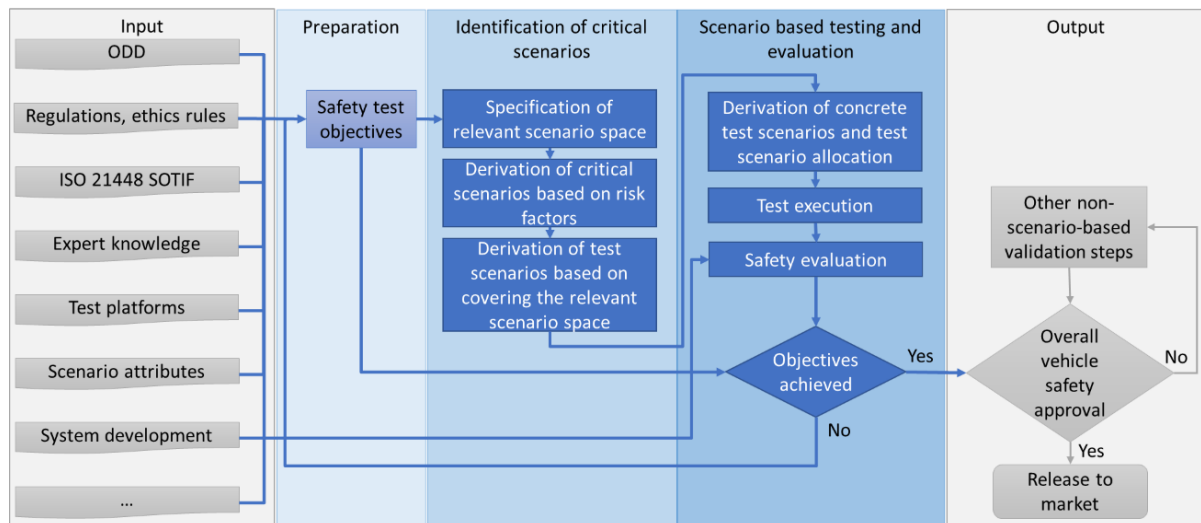 Input
ODD
Regulations, ethics rules
ISO 21448 SOTIF
Expert knowledge
Test platforms
Scenario attributes
System development
...
Preparation
Safety test
objectives
Identification of critical
scenarios
Specification of
relevant scenario space
Derivation of critical
scenarios based on risk
factors
Derivation of test
scenarios based on
covering the relevant
scenario space
Scenario based testing and
evaluation
Derivation of concrete
test scenarios and test
scenario allocation
Test execution
Safety evaluation
Objectives
achieved
Yes
No
Output
Other non-
scenario-based
validation steps
Overall
vehicle
safety
approval
No
Yes
Release to
market